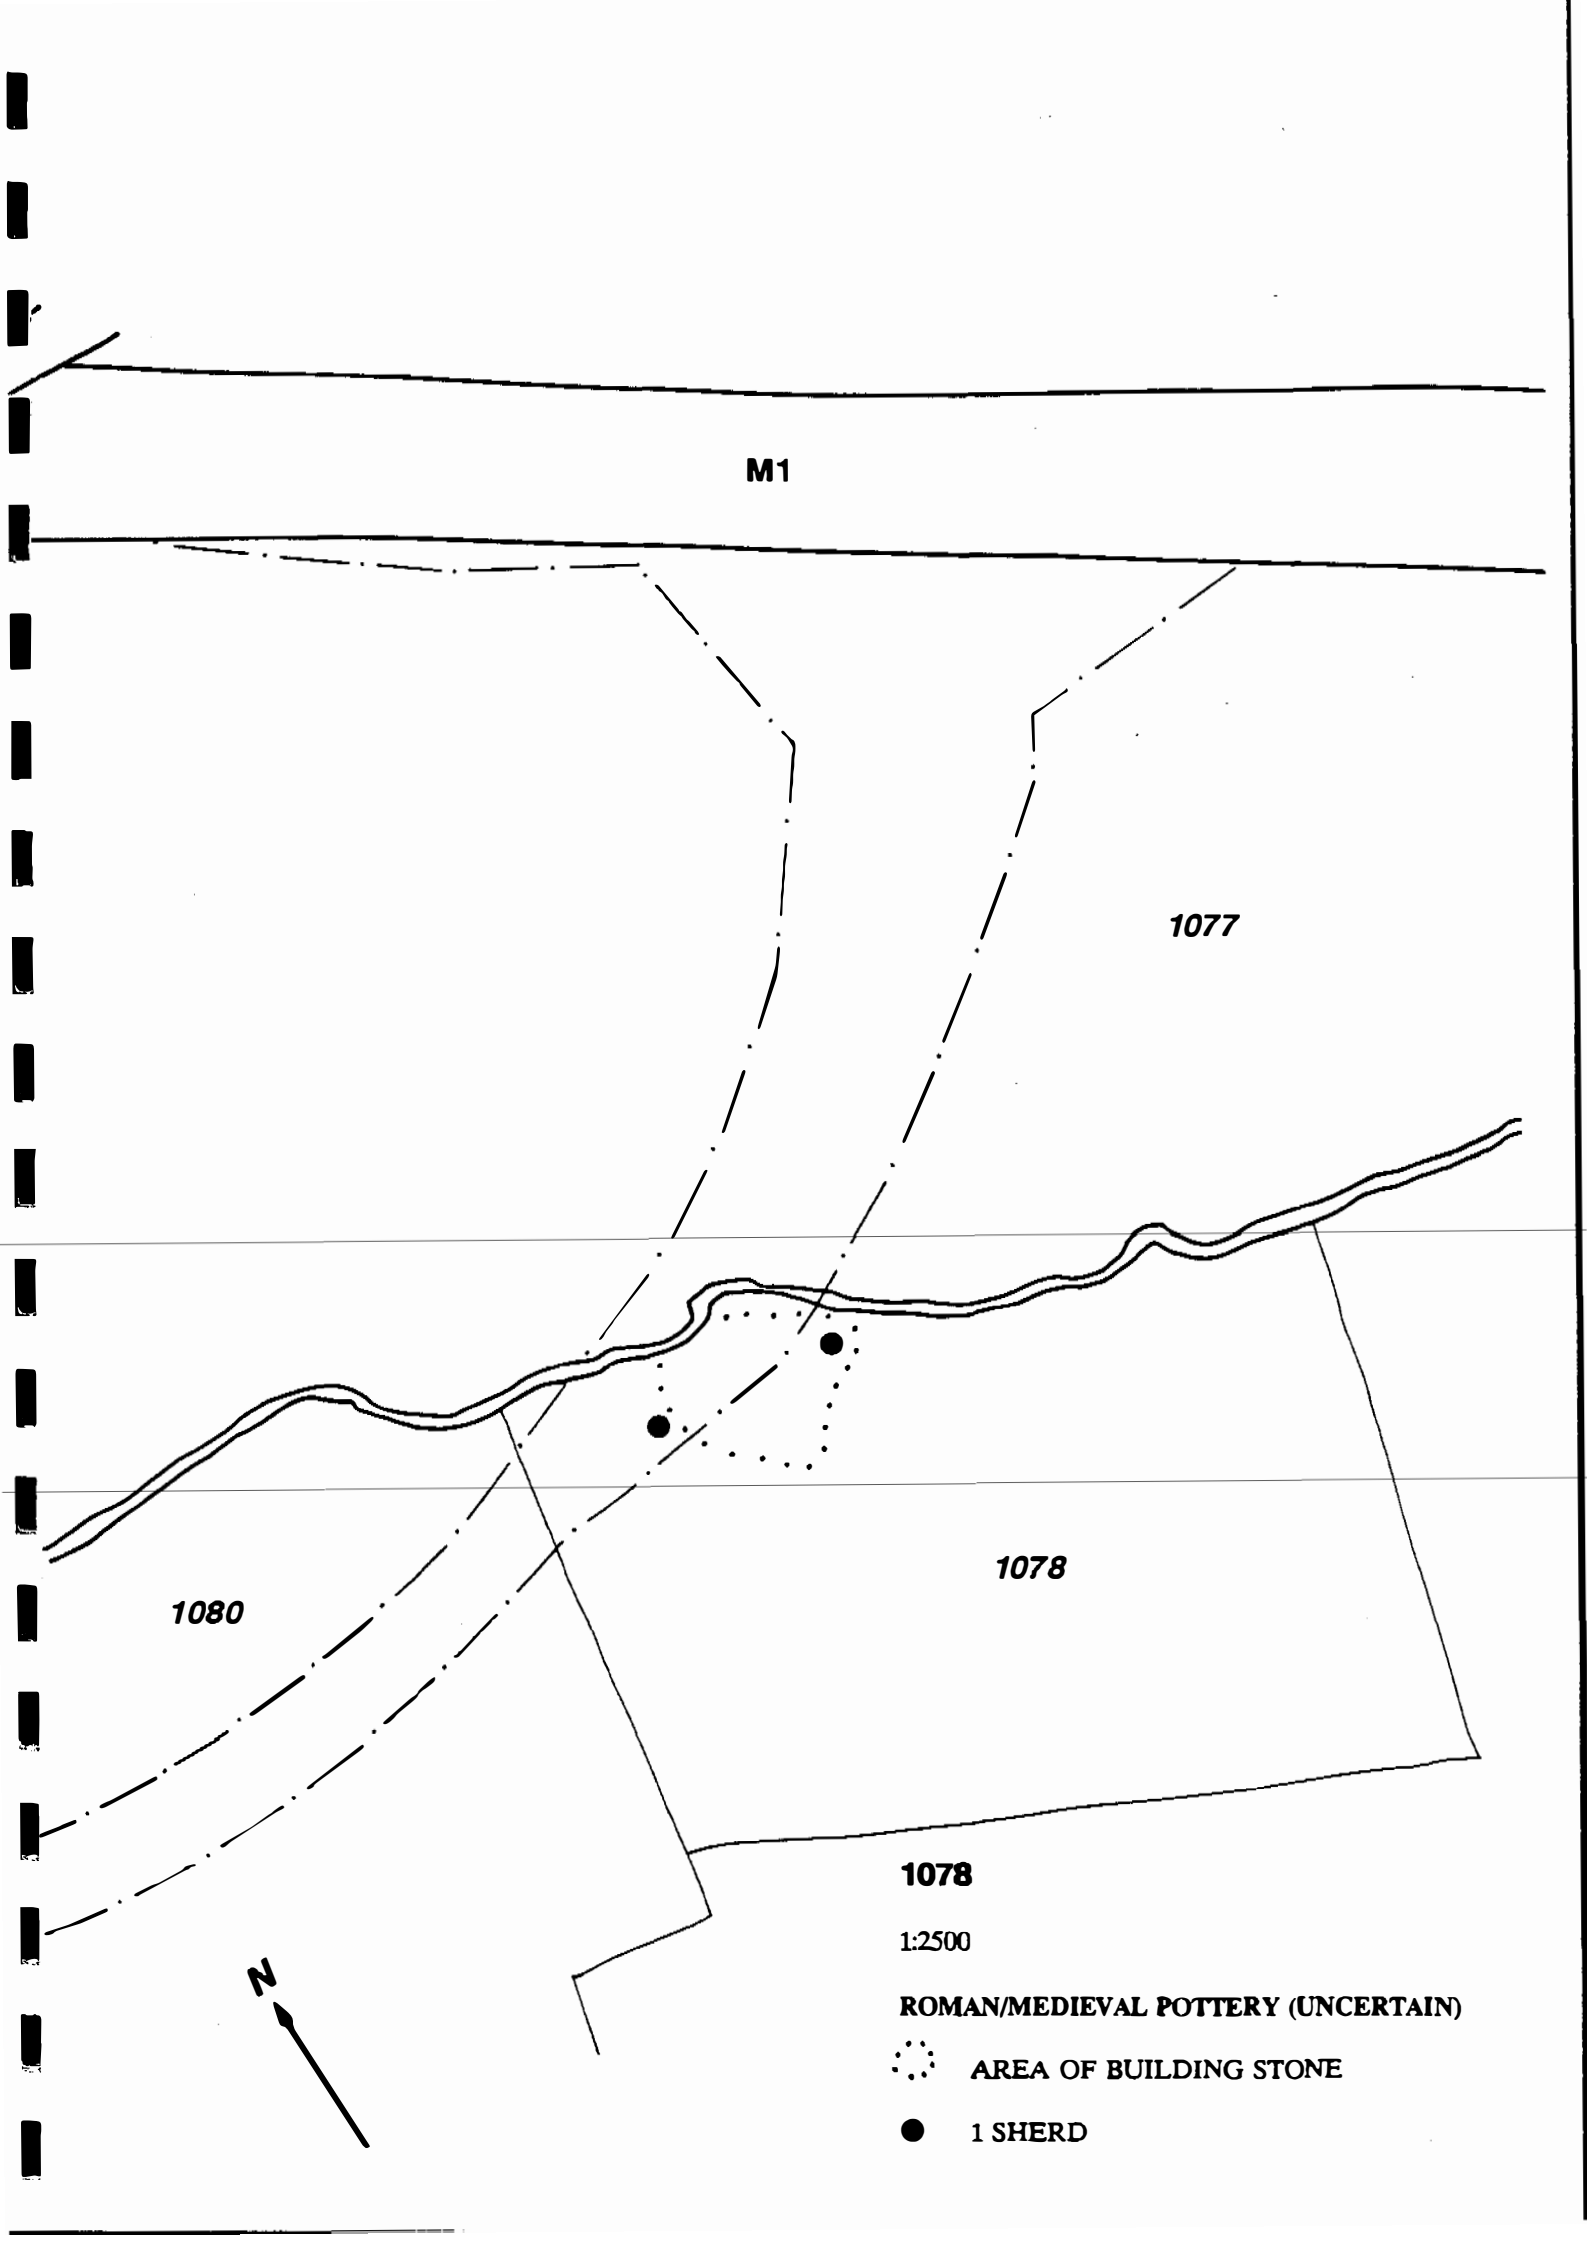 M1
1077
1078
1080
1078
1:2500
N
ROMAN/MEDIEVAL POTTERY (UNCERTAIN)
AREA OF BUILDING STONE
1 SHERD